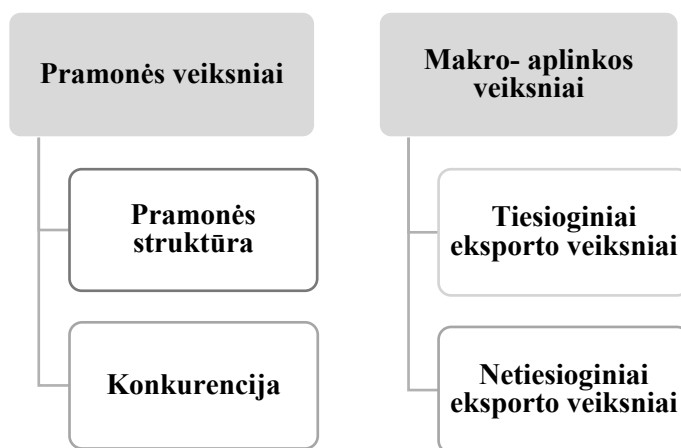 Pramonės veiksniai
Pramonės
struktūra
Konkurencija
Makro- aplinkos
veiksniai
Tiesioginiai
eksporto veiksniai
Netiesioginiai
eksporto veiksniai